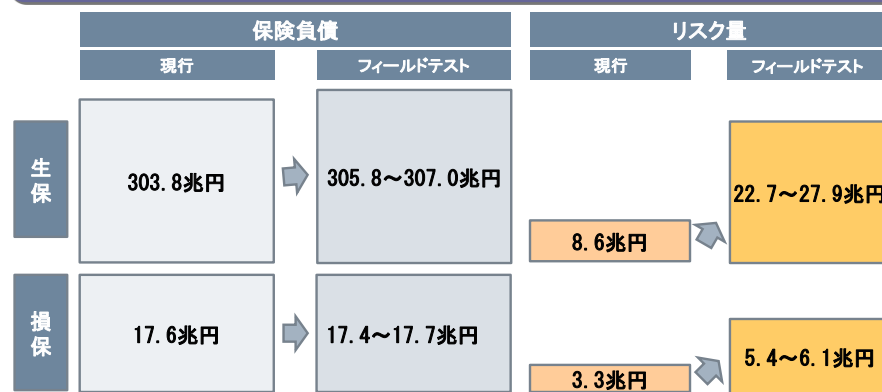 保険負債
リスク量
現行
フィールドテスト
現行
フィールドテスト
生保
303.8兆円
305.8～307.0兆円
8.6兆円
22.7～27.9兆円
損保
17.6兆円
17.4～17.7兆円
3.3兆円
5.4～6.1兆円